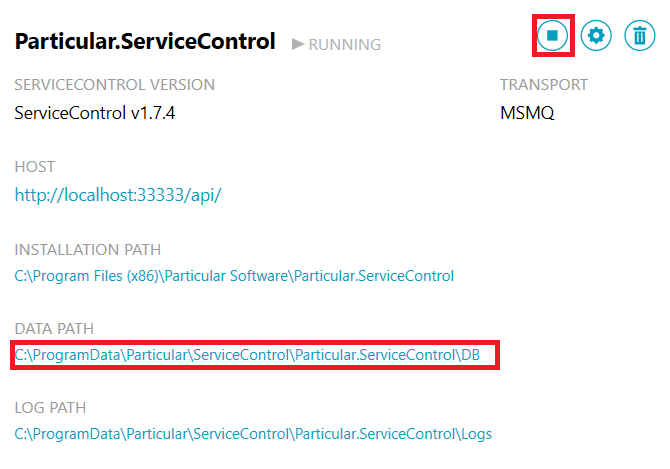 Particular.ServiceControl RUNNING
SERVICECONTROL VERSION TRANSPORT
ServiceControl v1.7.4 MSMQ
HOST
http://localhost:33333/api/
INSTALLATION PATH
C:\Program Files (x86)\Particular Software\Particular.ServiceControl
DATA PATH
C:\ProgramData\Particular\ServiceControl\Particular.ServiceControl\DB
LOG PATH
C:\ProgramData\Particular\ServiceControl\Particular.ServiceControl\Logs